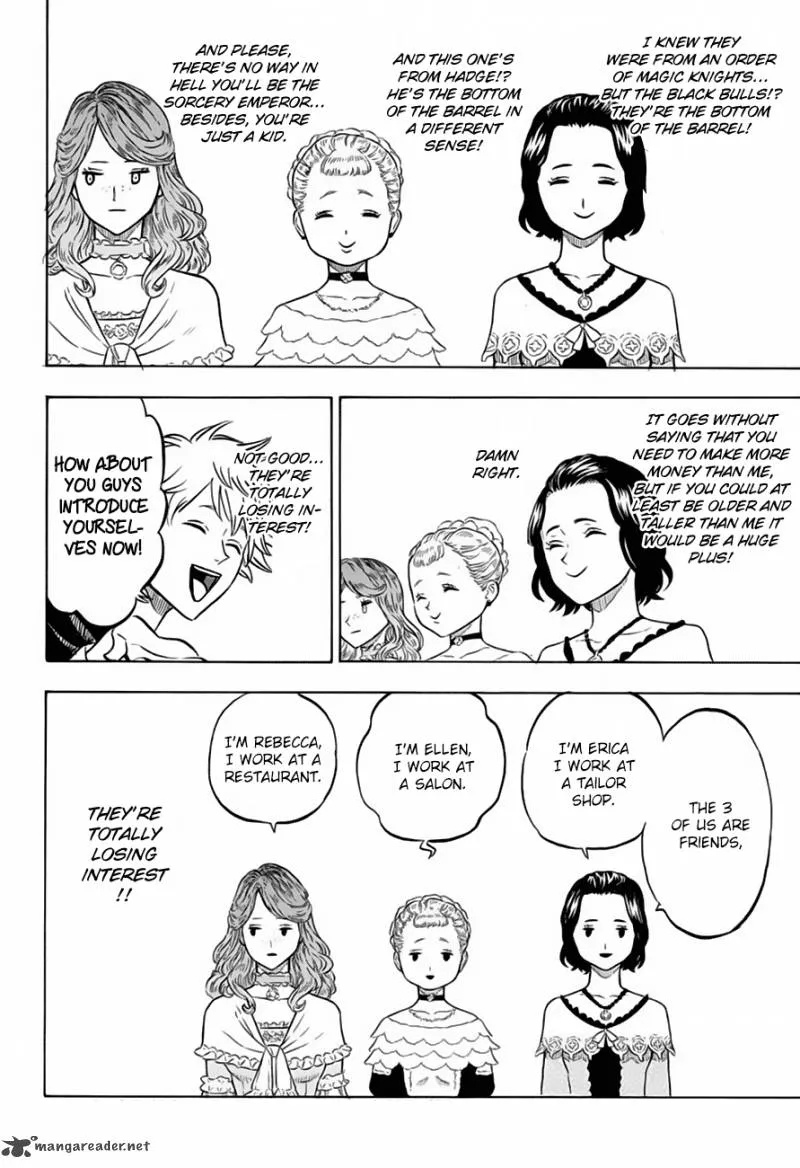 I KNEW THEY
WERE FROM AN ORDER
OF MAGIC KNIGHTS...
BUT THE BLACK BULLS!?
THEY'RE THE BOTTOM
OF THE BARREL!
AND THIS ONE'S
FROM HADGE!?
HE'S THE BOTTOM
OF THE BARREL IN
A DIFFERENT
SENSE!
AND PLEASE,
THERE'S NO WAY IN
HELL YOU'LL BE THE
SORCERY EMPEROR...
BESIDES, YOU'RE
JUST A KID.
IT GOES WITHOUT
SAYING THAT YOU
NEED TO MAKE MORE
MONEY THAN ME,
BUT IF YOU COULD AT
LEAST BE OLDER AND
TALLER THAN ME IT
WOULD BE A HUGE
PLUS!
DAMN
RIGHT.
NOT GOOD...
THEY'RE
TOTALLY
LOSING IN-
TEREST!
HOW ABOUT
YOU GUYS
INTRODUCE
YOURSEL-
VES NOW!
THE 3
OF US ARE
FRIENDS,
I'M ERICA
I WORK AT
A TAILOR
SHOP.
I'M ELLEN,
I WORK AT
A SALON.
I'M REBECCA,
I WORK AT A
RESTAURANT.
THEY'RE
TOTALLY
LOSING
INTEREST
!!
mangareader.net